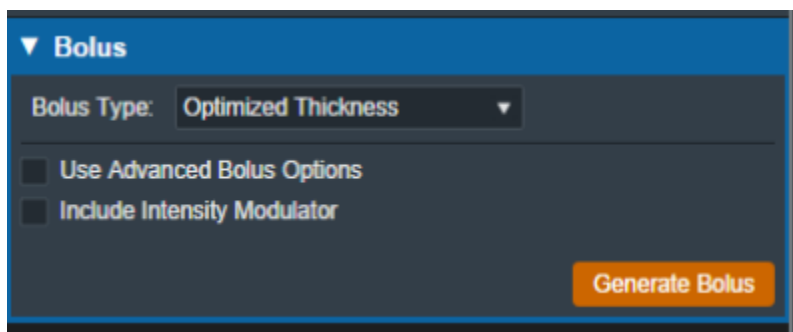 Bolus
Bolus Type: Optimized Thickness
Use Advanced Bolus Options
Include Intensity Modulator
Generate Bolus